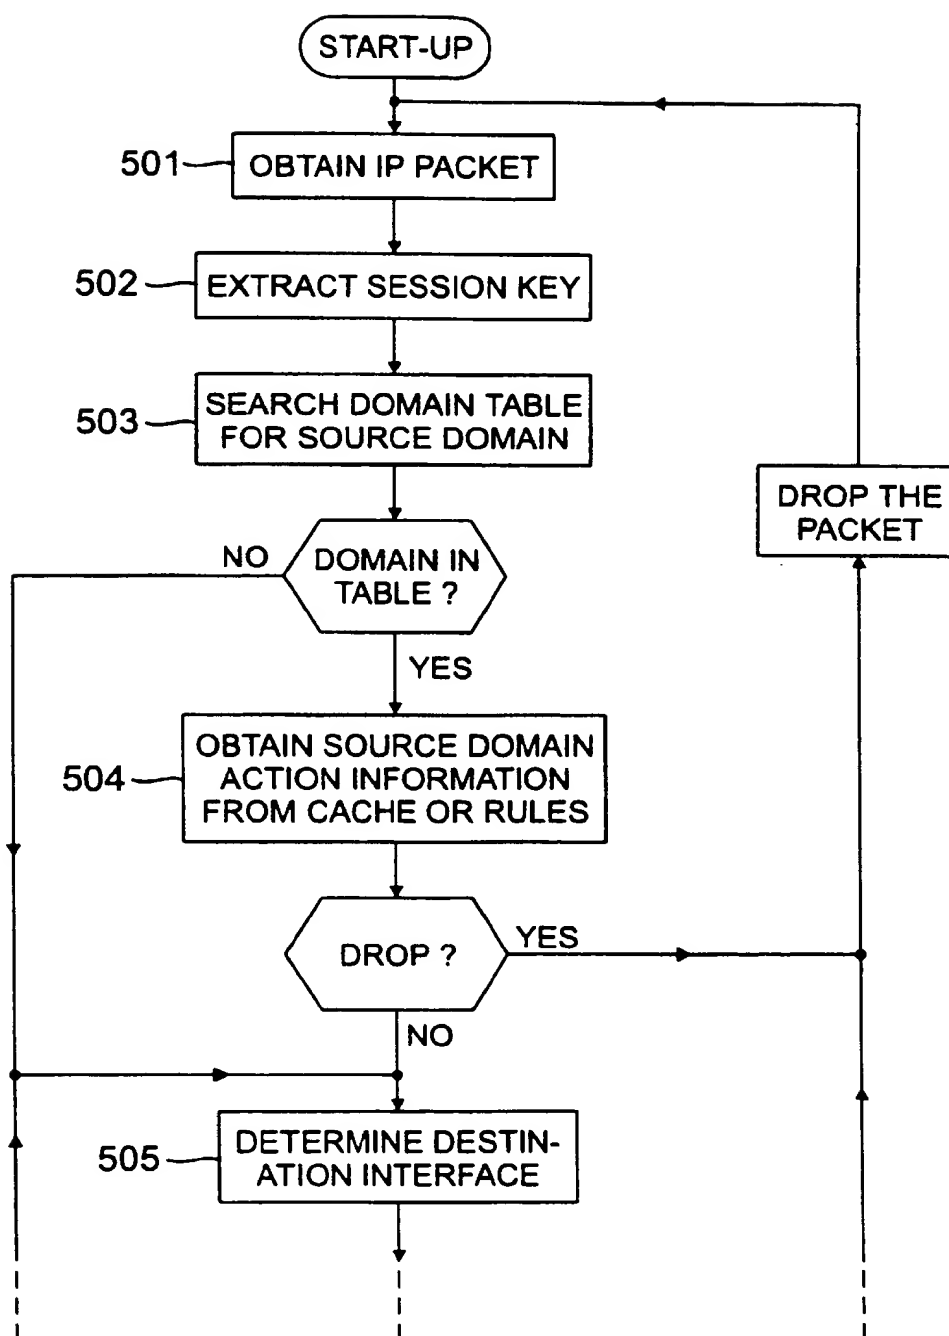 START-UP
501
OBTAIN IP PACKET
502
EXTRACT SESSION KEY
503
SEARCH DOMAIN TABLE
FOR SOURCE DOMAIN
DROP THE
PACKET
NO
DOMAIN IN
TABLE ?
YES
504
OBTAIN SOURCE DOMAIN
ACTION INFORMATION
FROM CACHE OR RULES
DROP ?
YES
NO
505
DETERMINE DESTIN-
ATION INTERFACE